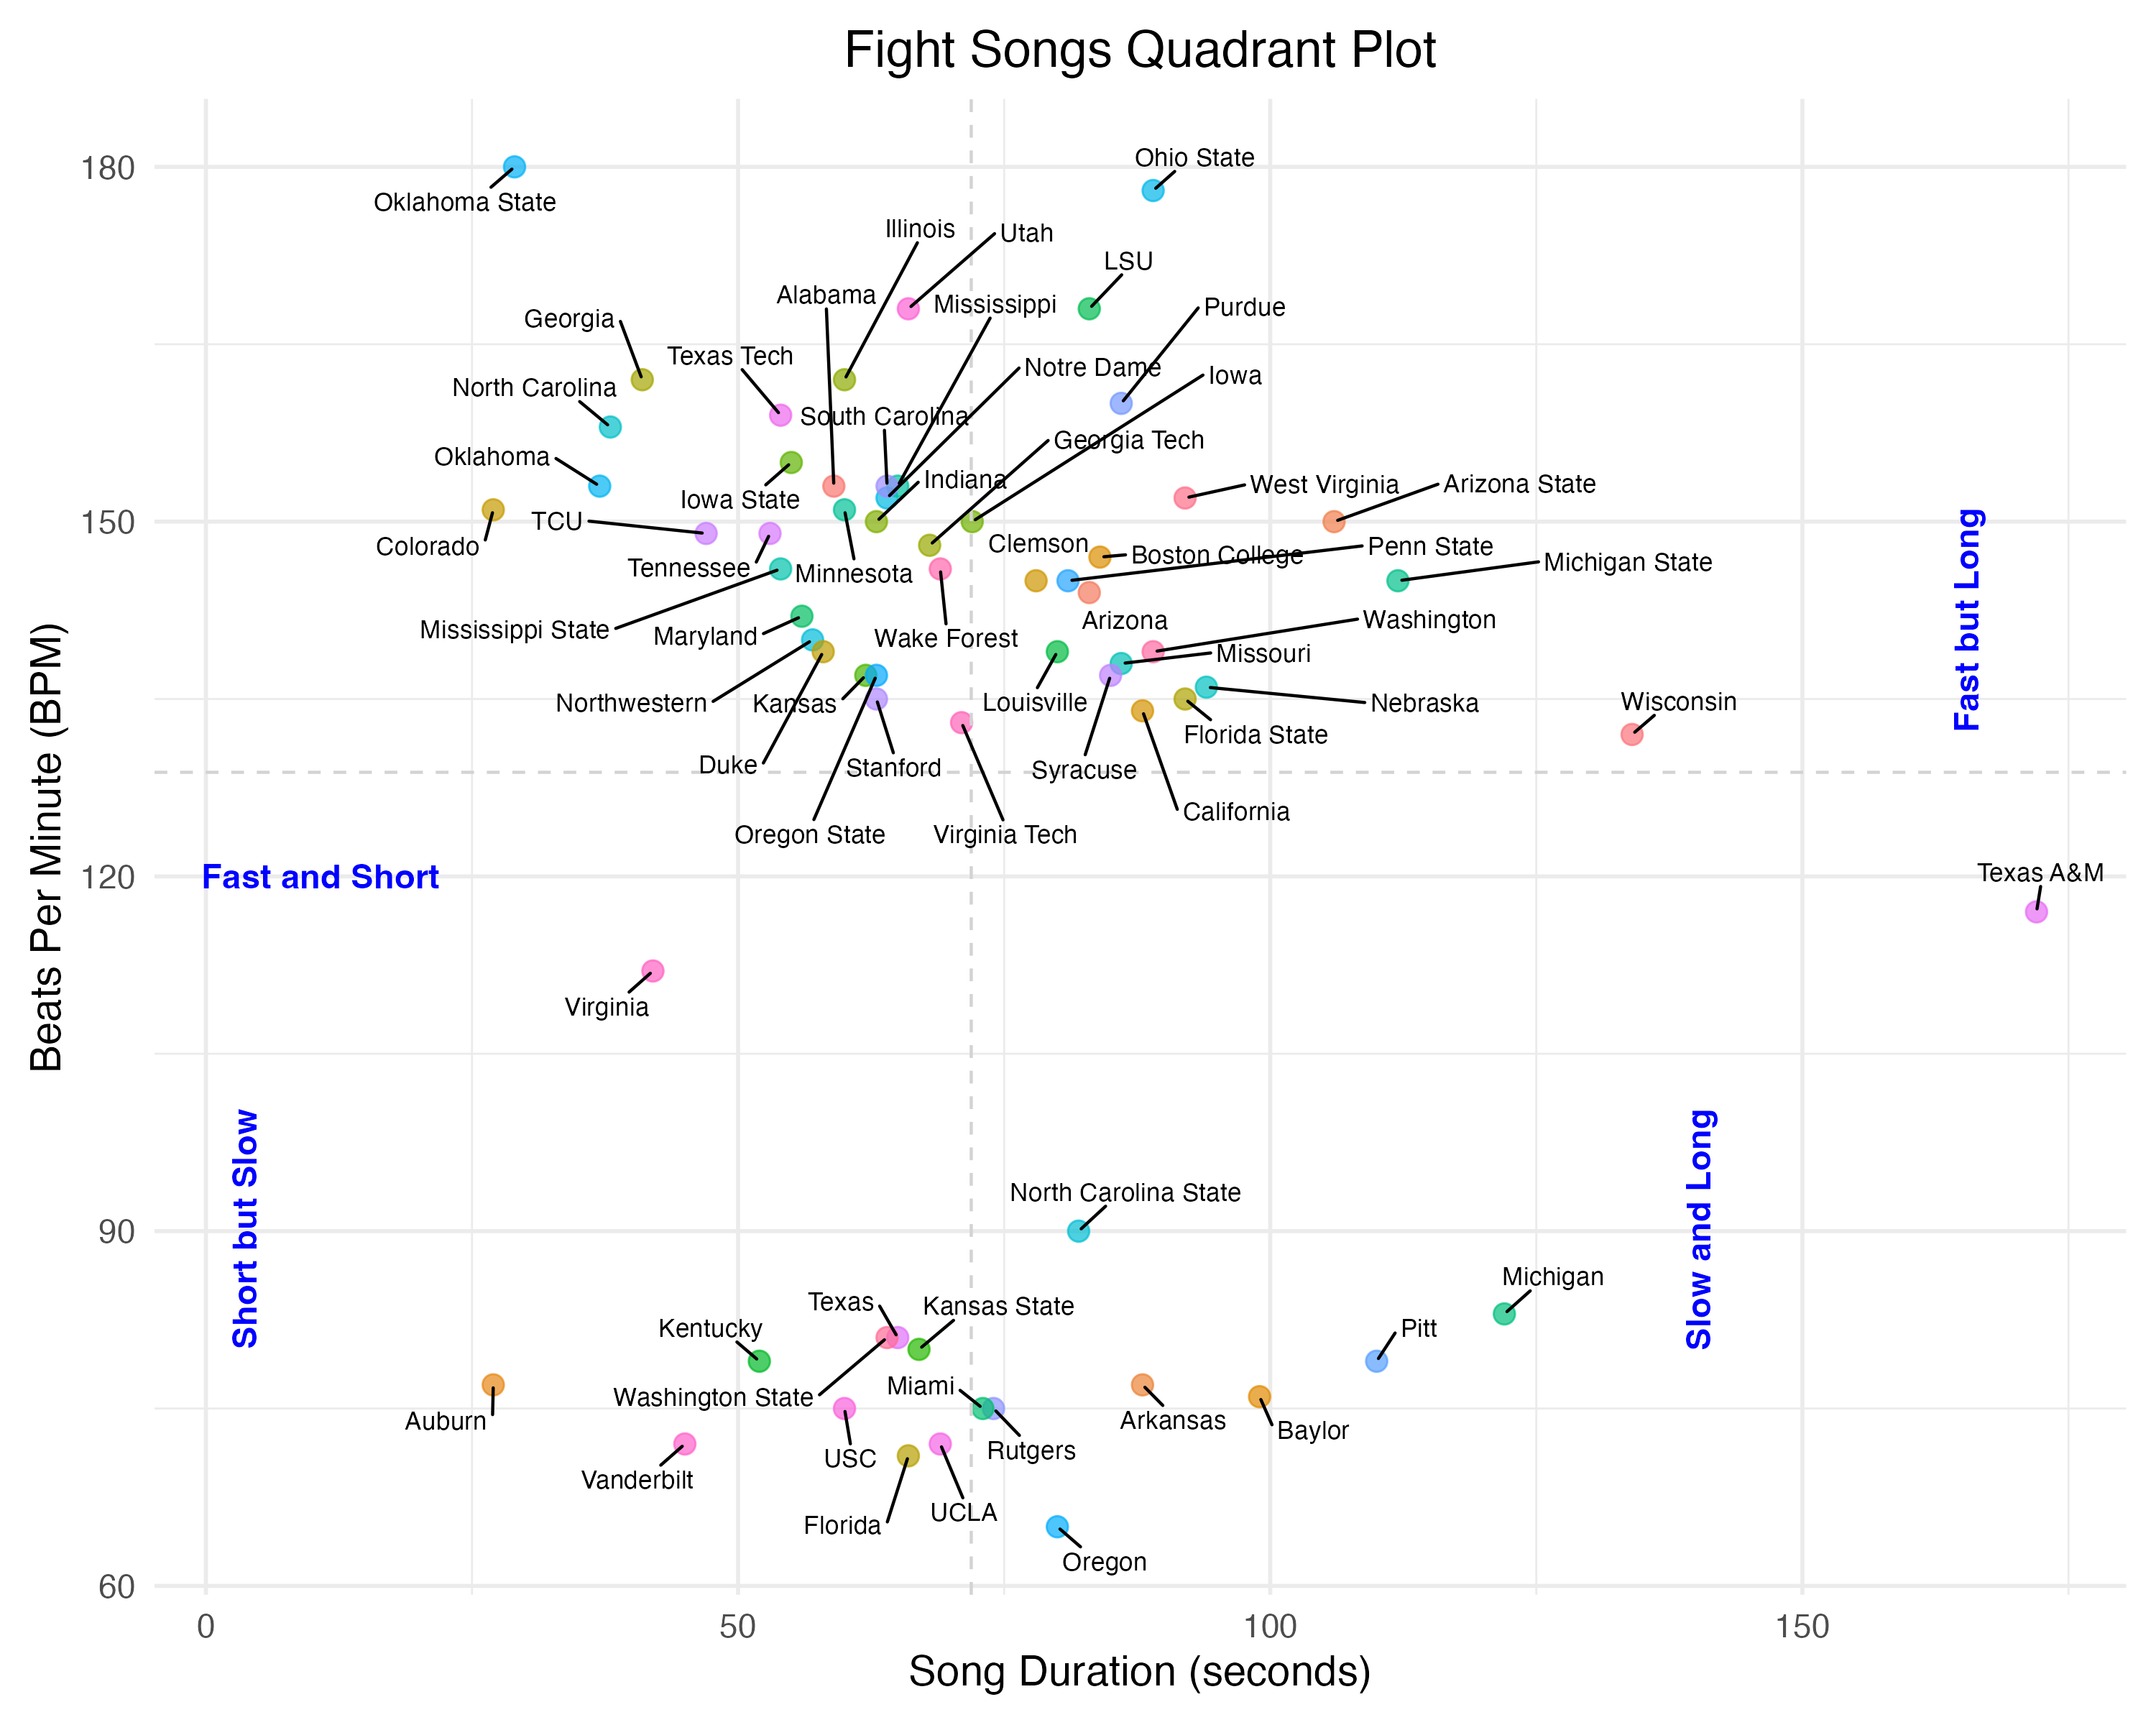 Fight Songs Quadrant Plot
Beats Per Minute (BPM)
180
150
120
90
60
Ohio State
Oklahoma State
Illinois
Utah
LSU
Alabama
Mississippi
Purdue
Georgia
Texas Tech
Notre Dame
Iowa
North Carolina
South Carolina
Georgia Tech
Oklahoma
Indiana
West Virginia
Arizona State
Iowa State
TCU
Colorado
Clemson
Boston College
Penn State
Michigan State
Tennessee
Minnesota
Mississippi State
Maryland
Wake Forest
Arizona
Washington
Missouri
Northwestern
Kansas
Louisville
Nebraska
Wisconsin
Florida State
Duke
Stanford
Syracuse
California
Oregon State
Virginia Tech
Fast but Long
Fast and Short
Texas A&M
Virginia
Short but Slow
Slow and Long
North Carolina State
Michigan
Texas
Kansas State
Kentucky
Pitt
Washington State
Miami
Auburn
Arkansas
Baylor
USC
Rutgers
Vanderbilt
Florida
UCLA
Oregon
0
50
100
150
Song Duration (seconds)